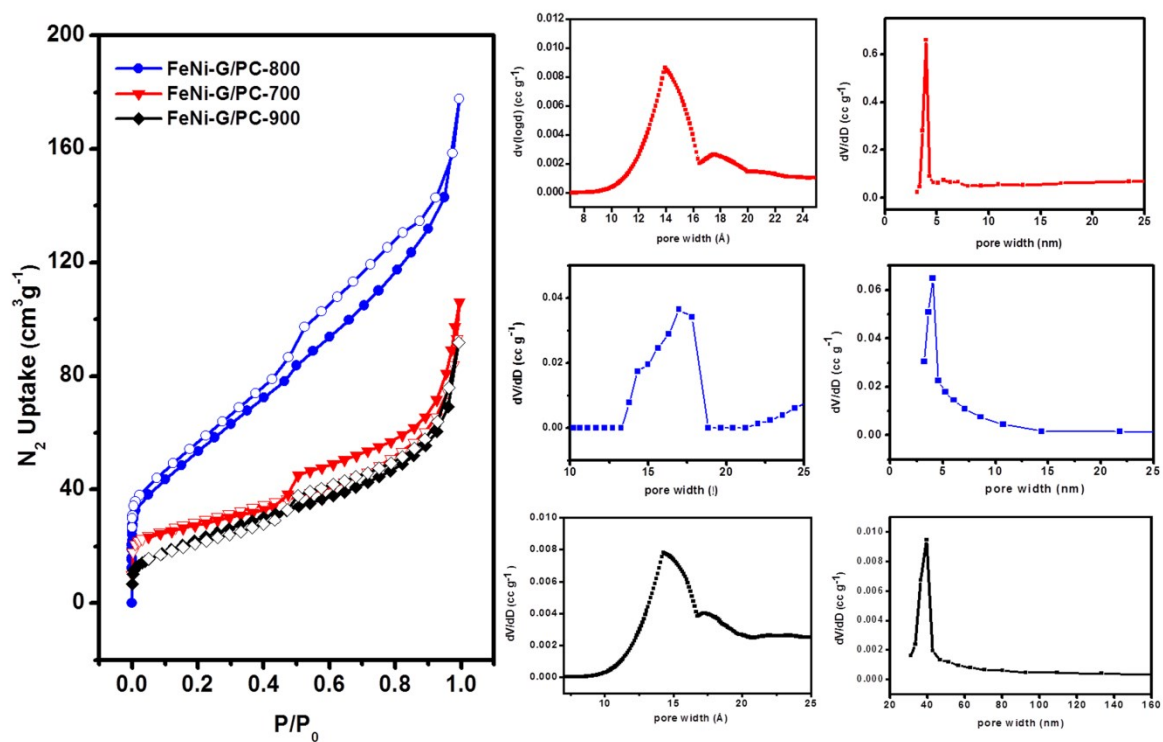 200
160
120
80
40
0
N2 Uptake (cm3g-1)
FeNi-G/PC-800
FeNi-G/PC-700
FeNi-G/PC-900
0.0 0.2 0.4 0.6 0.8 1.0
P/P0
0.012
0.010
0.008
0.006
0.004
0.002
0.000
dv(logd) (cc g-1)
8 10 12 14 16 18 20 22 24
pore width (Å)
0.6
0.4
0.2
0.0
dV/dD (cc g-1)
0 5 10 15 20 25
pore width (nm)
0.04
0.02
0.00
dV/dD (cc g-1)
10 15 20 25
pore width (!)
0.06
0.04
0.02
0.00
dV/dD (cc g-1)
0 5 10 15 20 25
pore width (nm)
0.010
0.008
0.006
0.004
0.002
0.000
dV/dD (cc g-1)
10 15 20 25
pore width (Å)
0.010
0.008
0.006
0.004
0.002
0.000
dV/dD (cc g-1)
20 40 60 80 100 120 140 160
pore width (nm)